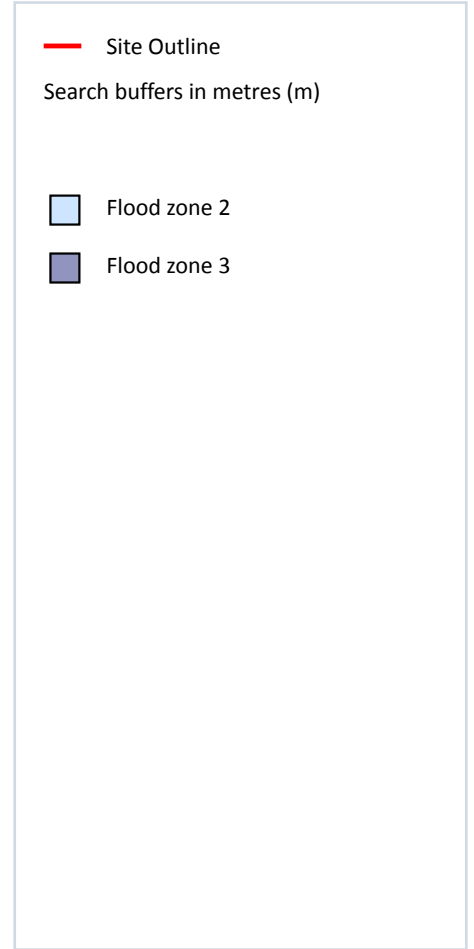 Site Outline
Search buffers in metres (m)
Flood zone 2
Flood zone 3